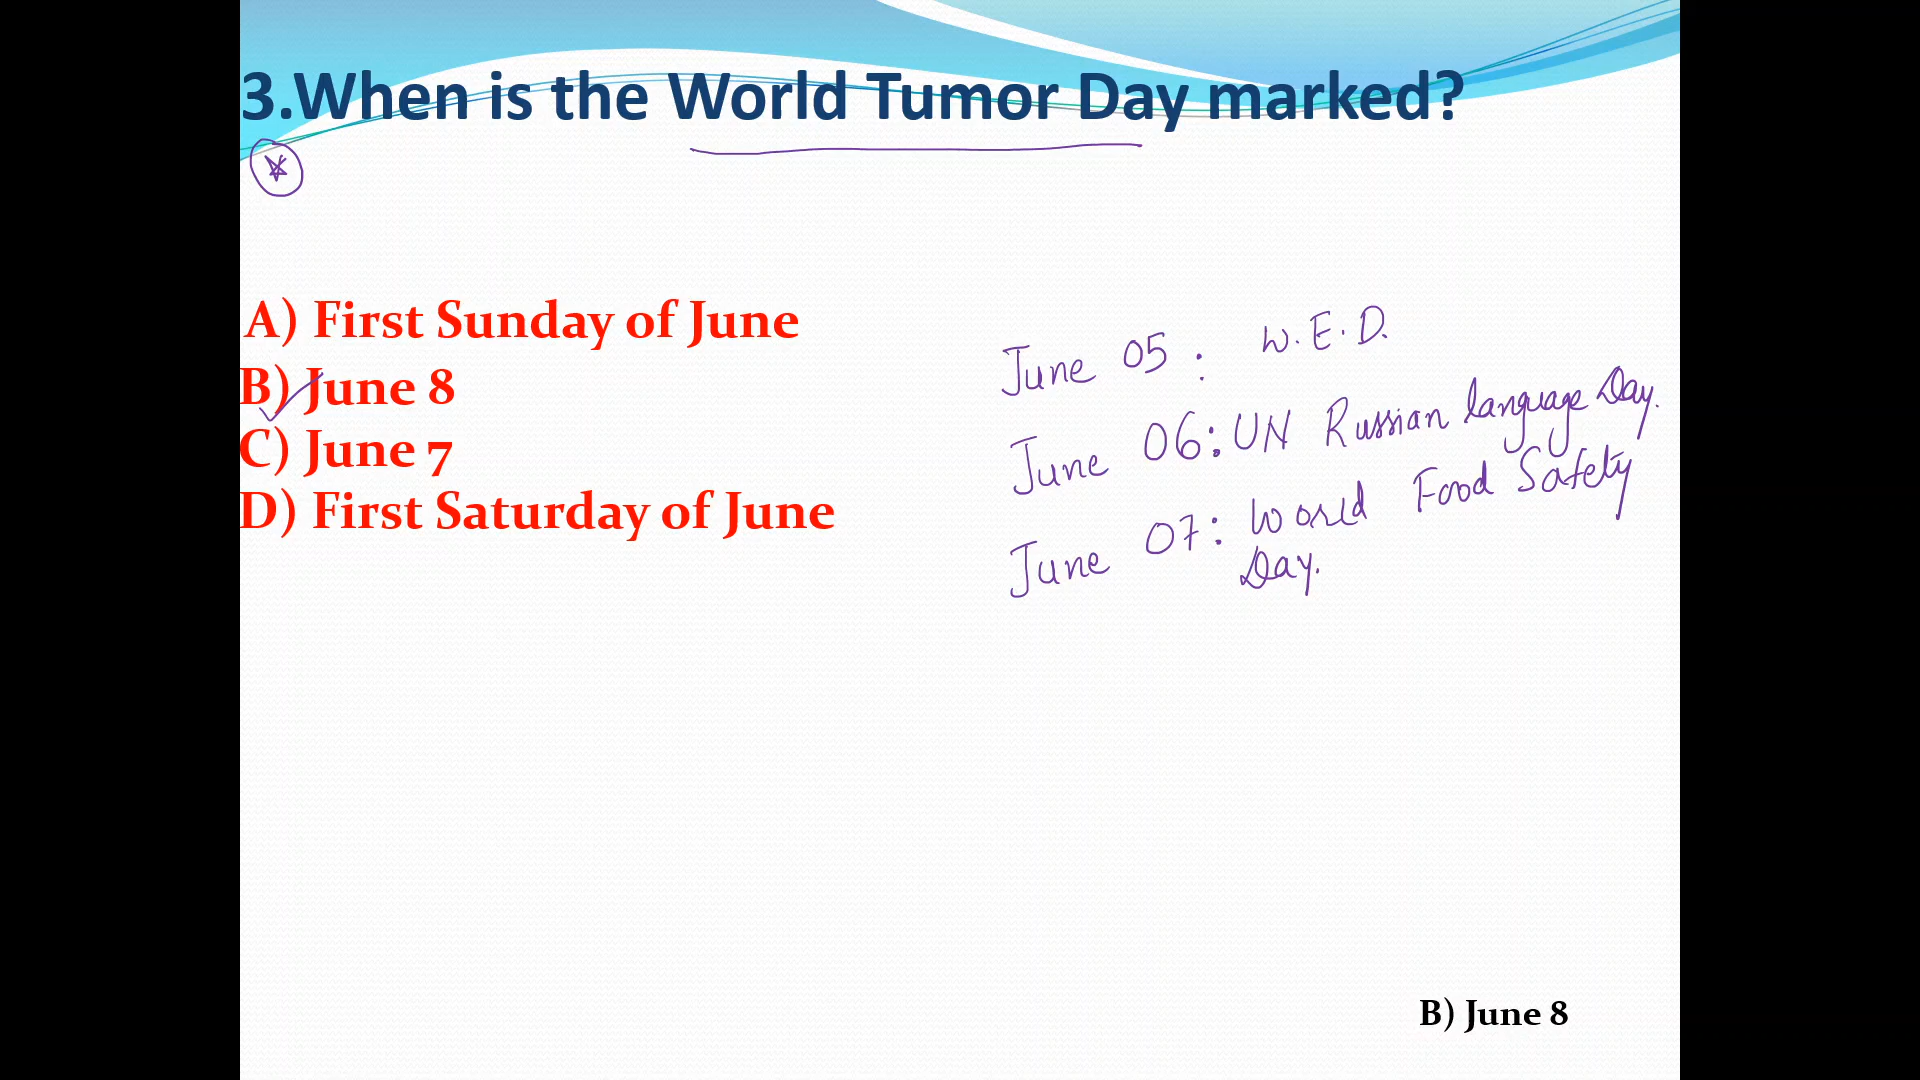 3.When is the World Tumor Day marked?
A) First Sunday of June
B) June 8
C) June 7
D) First Saturday of June
June 05 : W.E.D.
June 06: UN Russian language Day.
June 07: World Food Safety
Day.
B) June 8